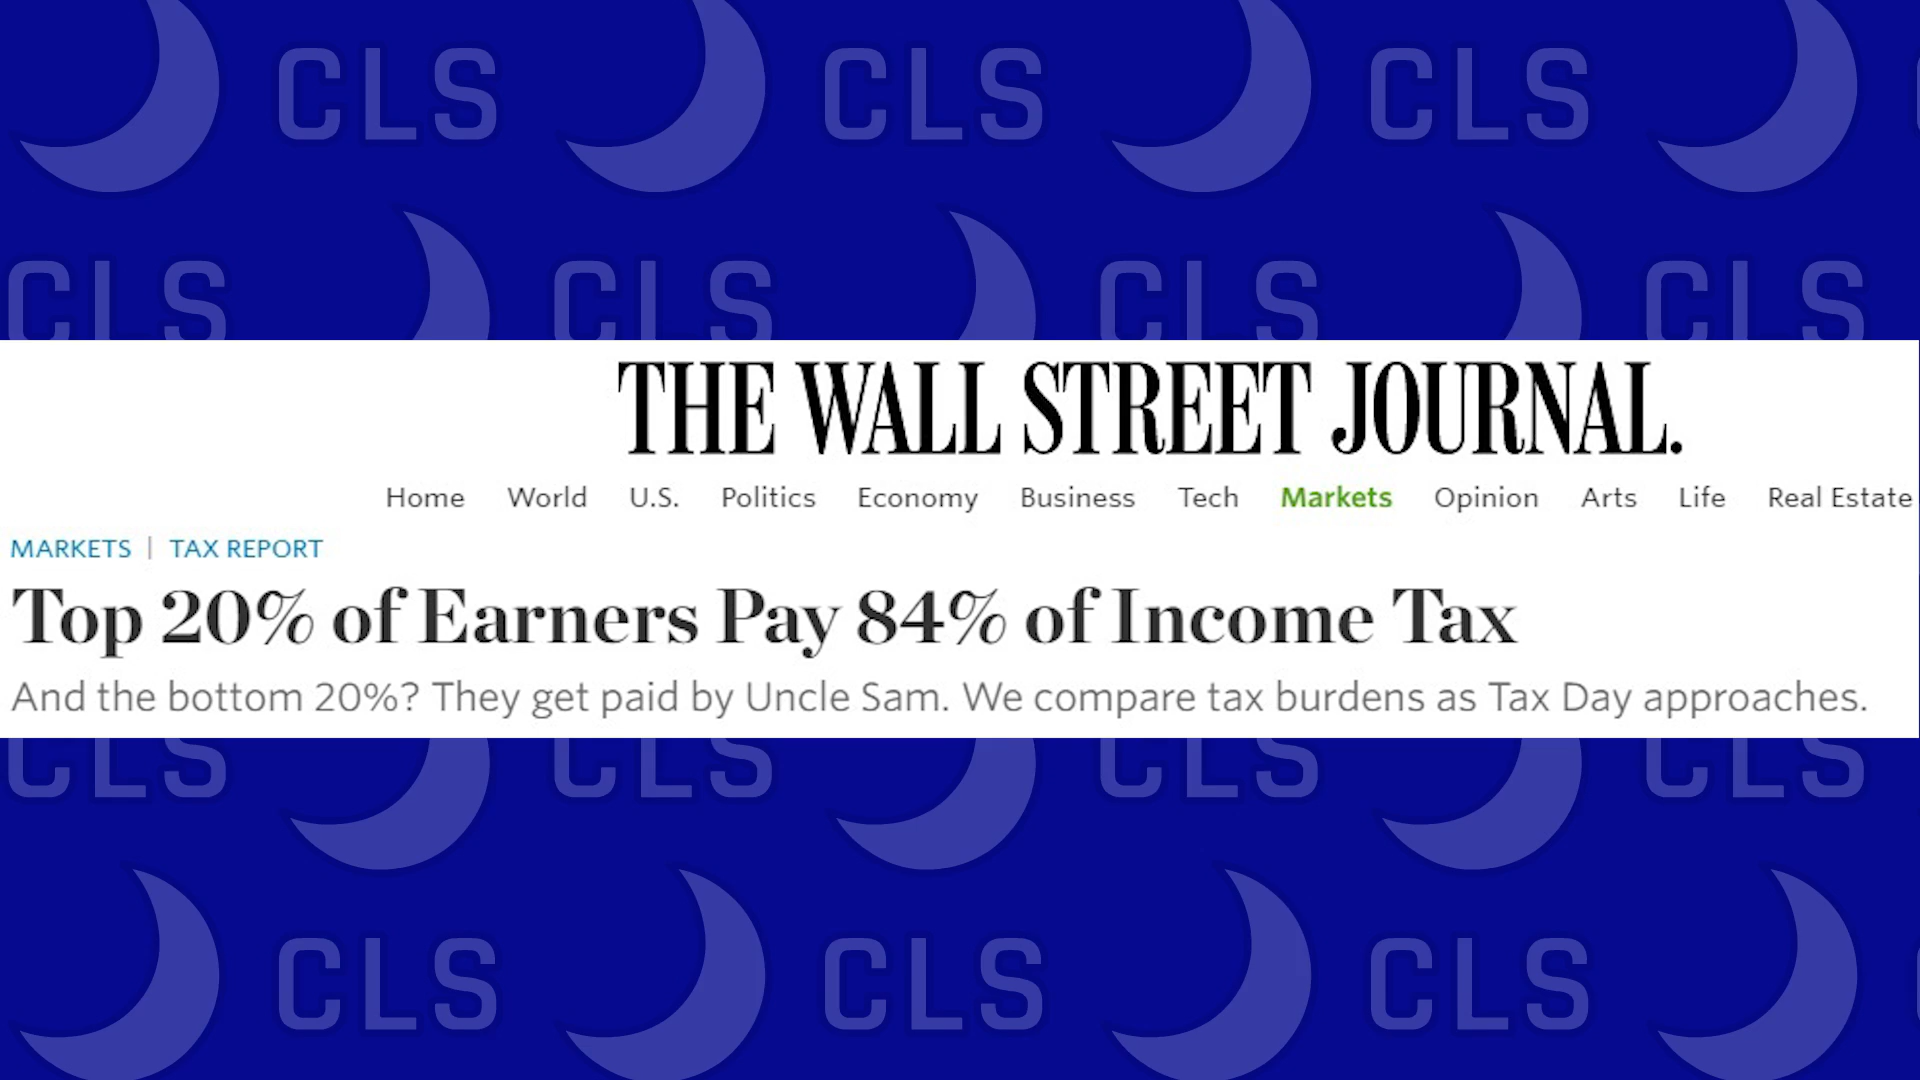 CLS CLS CLS
CLS CLS CLS CLS
THE WALL STREET JOURNAL.
Home World U.S. Politics Economy Business Tech Markets Opinion Arts Life Real Estate
MARKETS | TAX REPORT
Top 20% of Earners Pay 84% of Income Tax
And the bottom 20%? They get paid by Uncle Sam. We compare tax burdens as Tax Day approaches.
CLS CLS CLS CLS
CLS CLS CLS